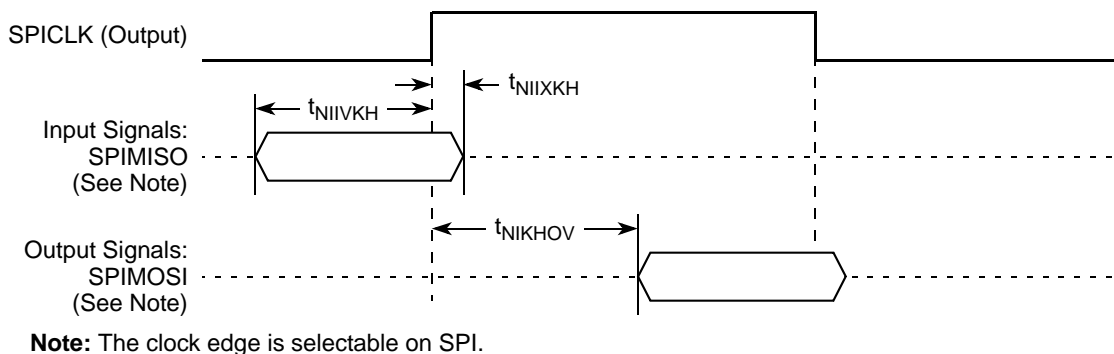 SPICLK (Output)
tNIIXKH
tNIIVKH
Input Signals:
SPIMISO
(See Note)
tNIKHOV
Output Signals:
SPIMOSI
(See Note)
Note: The clock edge is selectable on SPI.